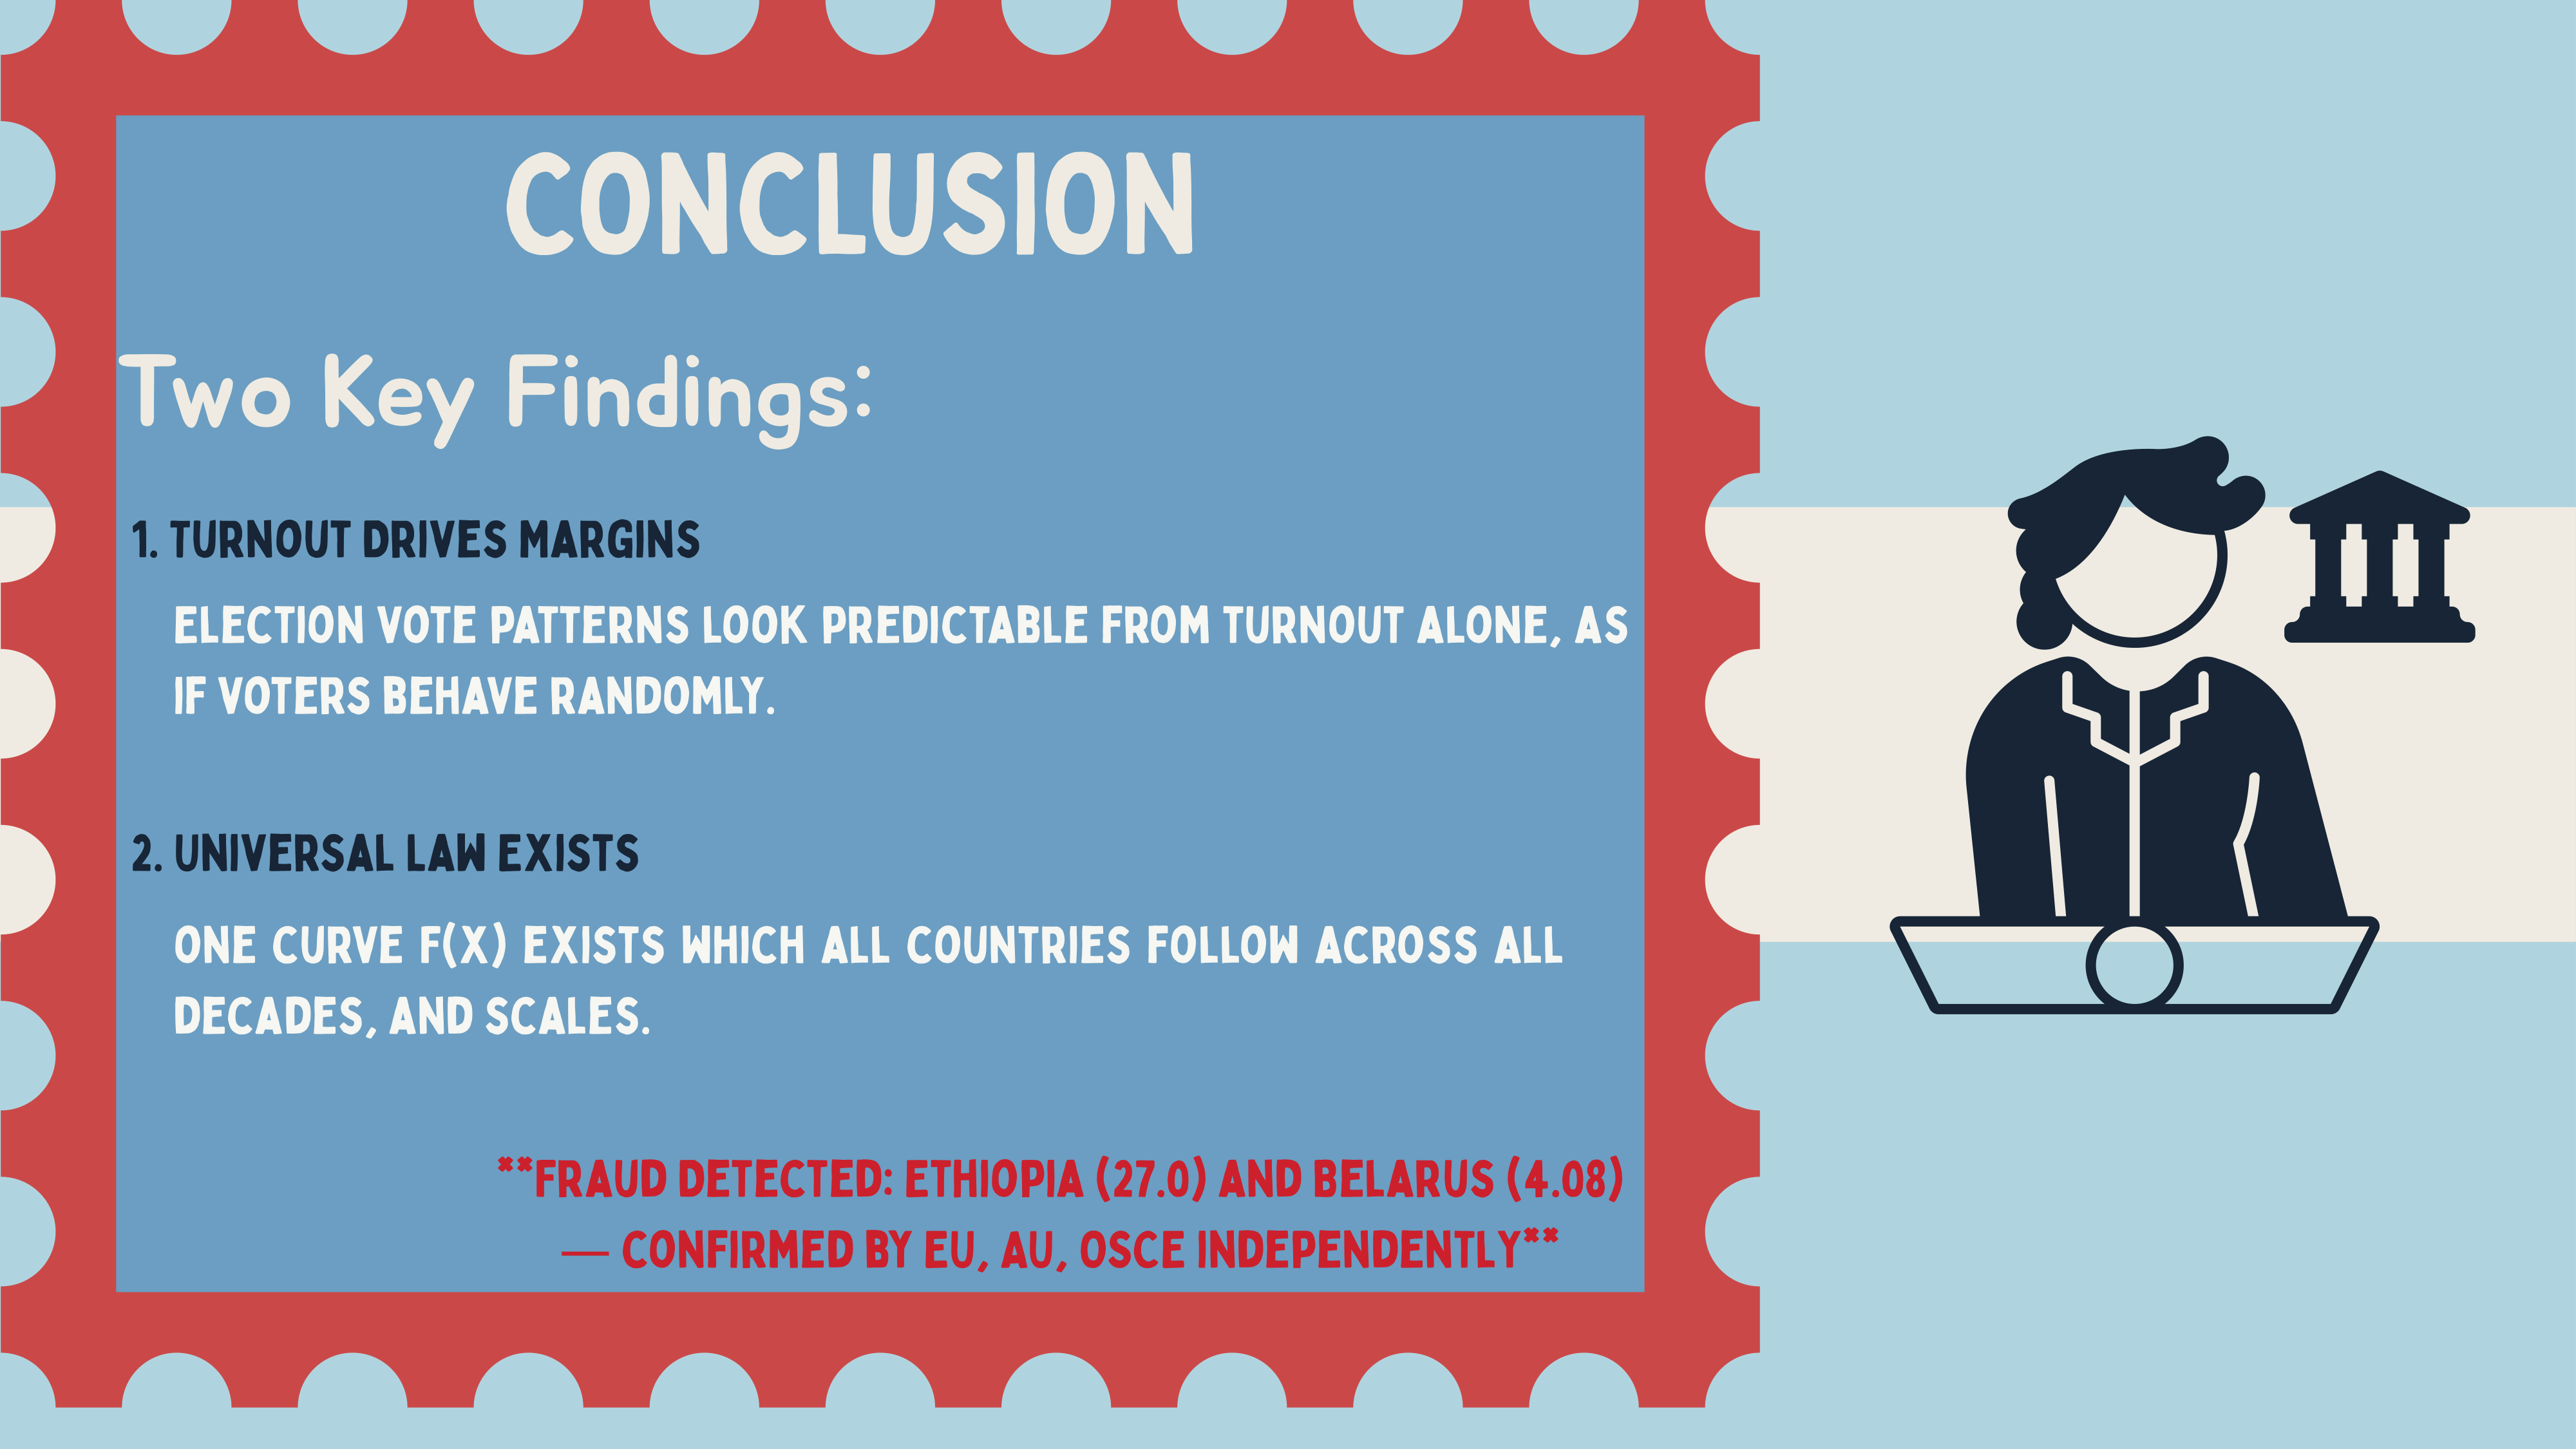 CONCLUSION
Two Key Findings:
1. TURNOUT DRIVES MARGINS
ELECTION VOTE PATTERNS LOOK PREDICTABLE FROM TURNOUT ALONE, AS
IF VOTERS BEHAVE RANDOMLY.
2. UNIVERSAL LAW EXISTS
ONE CURVE F(X) EXISTS WHICH ALL COUNTRIES FOLLOW ACROSS ALL
DECADES, AND SCALES.
**FRAUD DETECTED: ETHIOPIA (27.0) AND BELARUS (4.08)
— CONFIRMED BY EU, AU, OSCE INDEPENDENTLY**